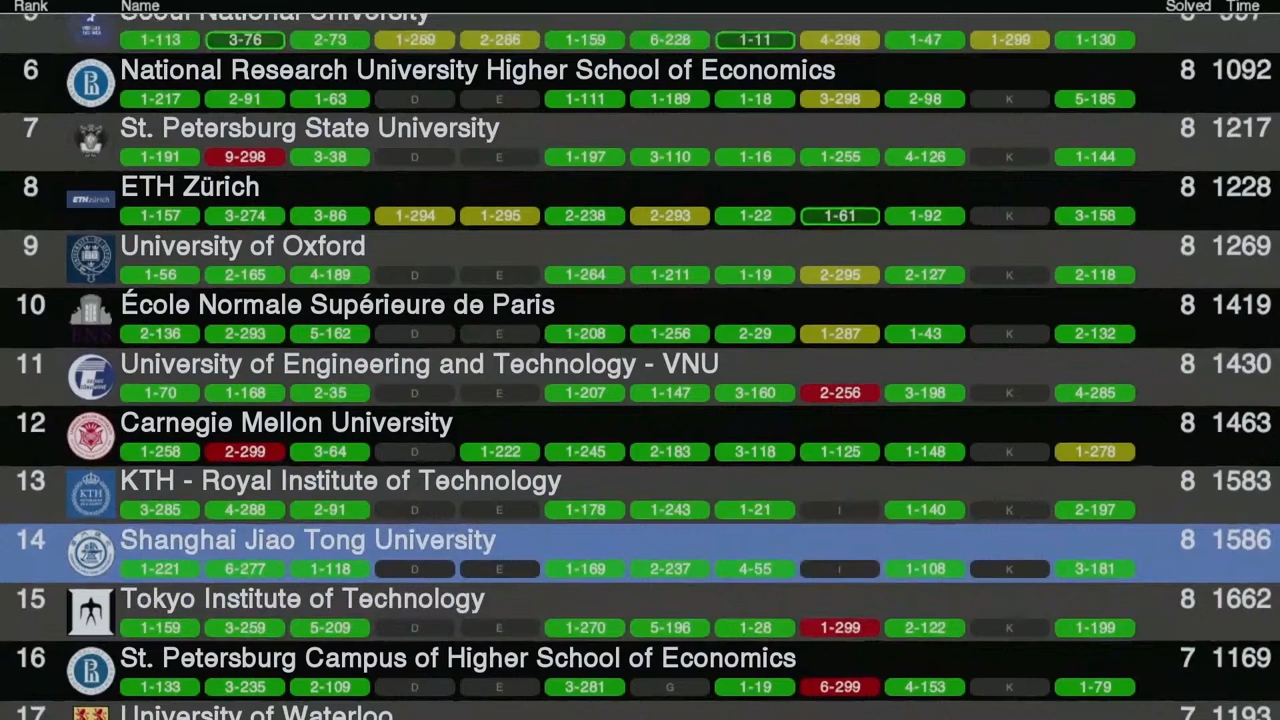 Rank Name Solved Time
Seoul National University
1-113 3-76 2-73 1-289 2-286 1-159 6-228 1-11 4-298 1-47 1-299 1-130
6 National Research University Higher School of Economics 8 1092
1-217 2-91 1-63 D E 1-111 1-189 1-18 3-298 2-98 K 5-185
7 St. Petersburg State University 8 1217
1-191 9-298 3-38 D E 1-197 3-110 1-16 1-255 4-126 K 1-144
8 ETH Zürich 8 1228
ETH zürich
1-157 3-274 3-86 1-294 1-295 2-238 2-293 1-22 1-61 1-92 K 3-158
9 University of Oxford 8 1269
1-56 2-165 4-189 D E 1-264 1-211 1-19 2-295 2-127 K 2-118
10 École Normale Supérieure de Paris 8 1419
ENS
2-136 2-293 5-162 D E 1-208 1-256 2-29 1-287 1-43 K 2-132
11 University of Engineering and Technology - VNU 8 1430
1-70 1-168 2-35 D E 1-207 1-147 3-160 2-256 3-198 K 4-285
12 Carnegie Mellon University 8 1463
1-258 2-299 3-64 D 1-222 1-245 2-183 3-118 1-125 1-148 K 1-278
13 KTH - Royal Institute of Technology 8 1583
KTH
3-285 4-288 2-91 D E 1-178 1-243 1-21 I 1-140 K 2-197
14 Shanghai Jiao Tong University 8 1586
1-221 6-277 1-118 D E 1-169 2-237 4-55 I 1-108 K 3-181
15 Tokyo Institute of Technology 8 1662
1-159 3-259 5-209 D E 1-270 5-196 1-28 1-299 2-122 K 1-199
16 St. Petersburg Campus of Higher School of Economics 7 1169
1-133 3-235 2-109 D E 3-281 G 1-19 6-299 4-153 K 1-79
17 University of Waterloo 7 1193